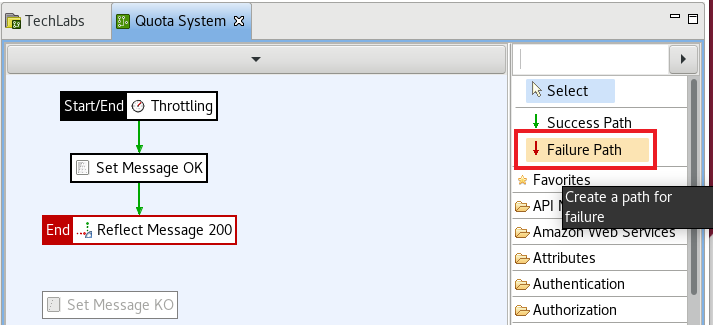 TechLabs
Quota System
Start/End Throttling
Set Message OK
End Reflect Message 200
Set Message KO
Select
Success Path
Failure Path
Favorites
Create a path for
failure
API
Amazon Web Services
Attributes
Authentication
Authorization